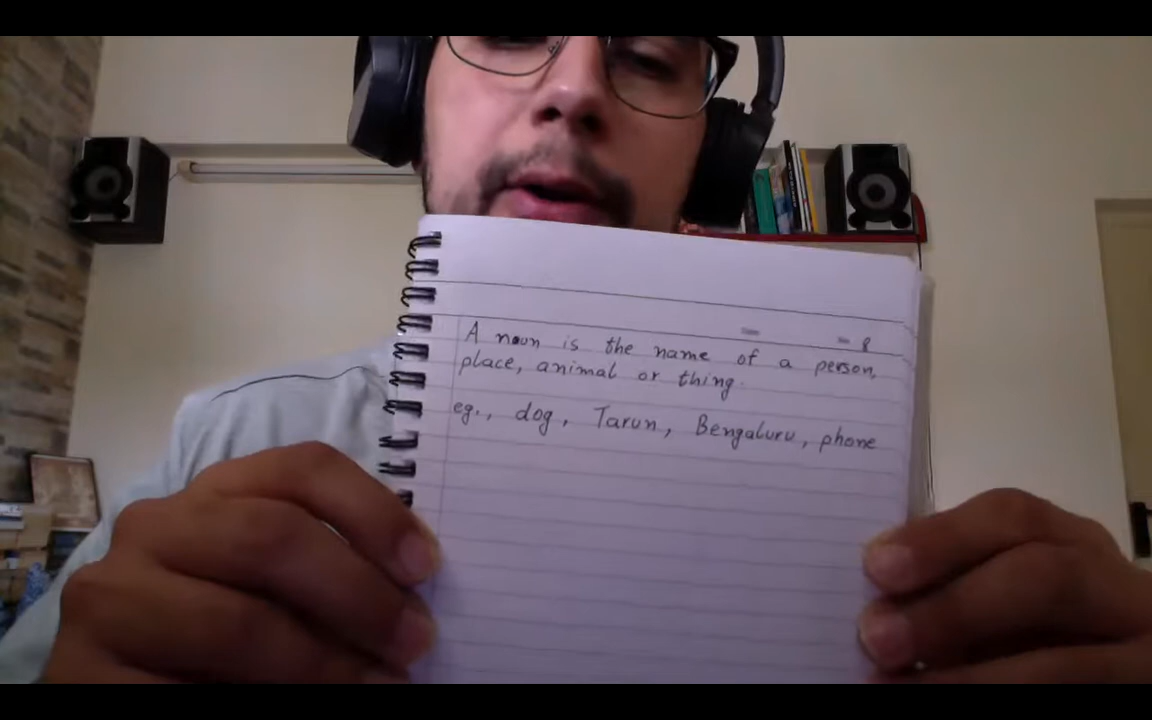 A noun is the name of a person,
place, animal or thing.
eg., dog, Tarun, Bengaluru, phone